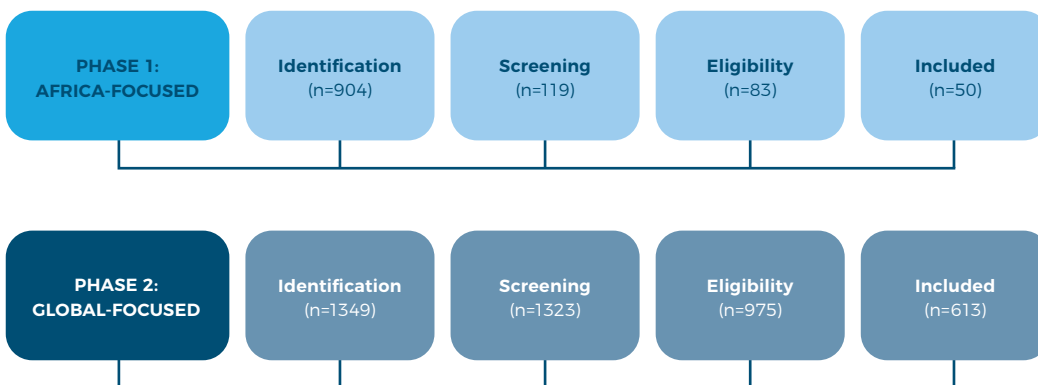 PHASE 1:
AFRICA-FOCUSED
Identification
(n=904)
Screening
(n=119)
Eligibility
(n=83)
Included
(n=50)
PHASE 2:
GLOBAL-FOCUSED
Identification
(n=1349)
Screening
(n=1323)
Eligibility
(n=975)
Included
(n=613)